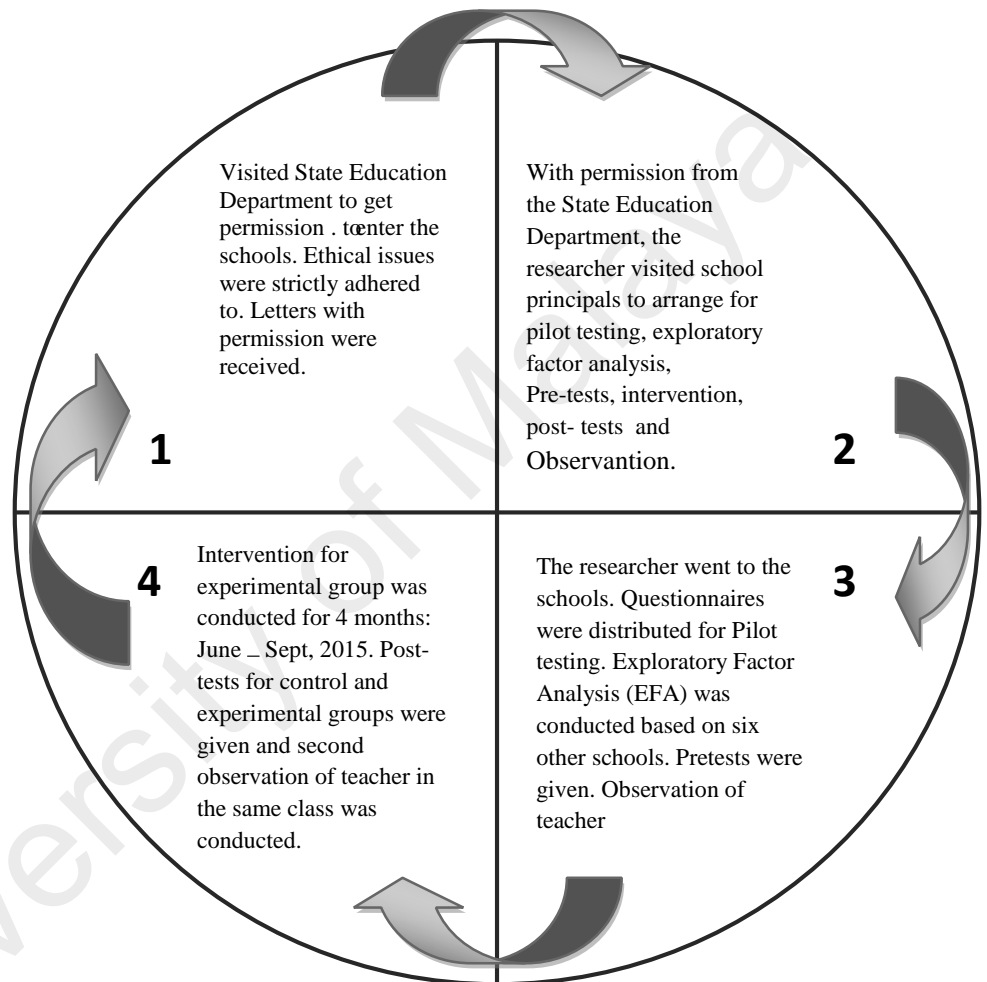 Visited State Education
Department to get
permission . toenter the
schools. Ethical issues
were strictly adhered
to. Letters with
permission were
received.
1
With permission from
the State Education
Department, the
researcher visited school
principals to arrange for
pilot testing, exploratory
factor analysis,
Pre-tests, intervention,
post- tests and
Observantion.
2
The researcher went to the
schools. Questionnaires
were distributed for Pilot
testing. Exploratory Factor
Analysis (EFA) was
conducted based on six
other schools. Pretests were
given. Observation of
teacher
3
Intervention for
experimental group was
conducted for 4 months:
June – Sept, 2015. Post-
tests for control and
experimental groups were
given and second
observation of teacher in
the same class was
conducted.
4
versity of Malaya